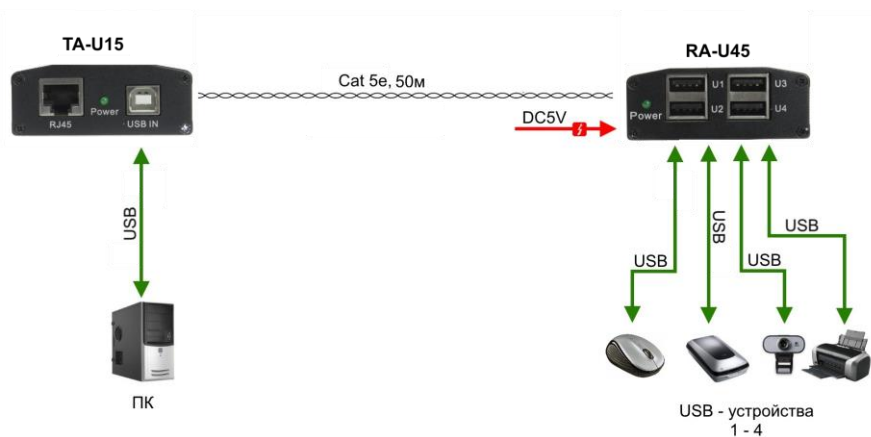 TA-U15
RA-U45
Cat 5e, 50м
RJ45
Power
USB IN
U1
U3
U2
U4
Power
DC5V
USB
USB
USB
USB
USB
ПК
USB - устройства
1 - 4